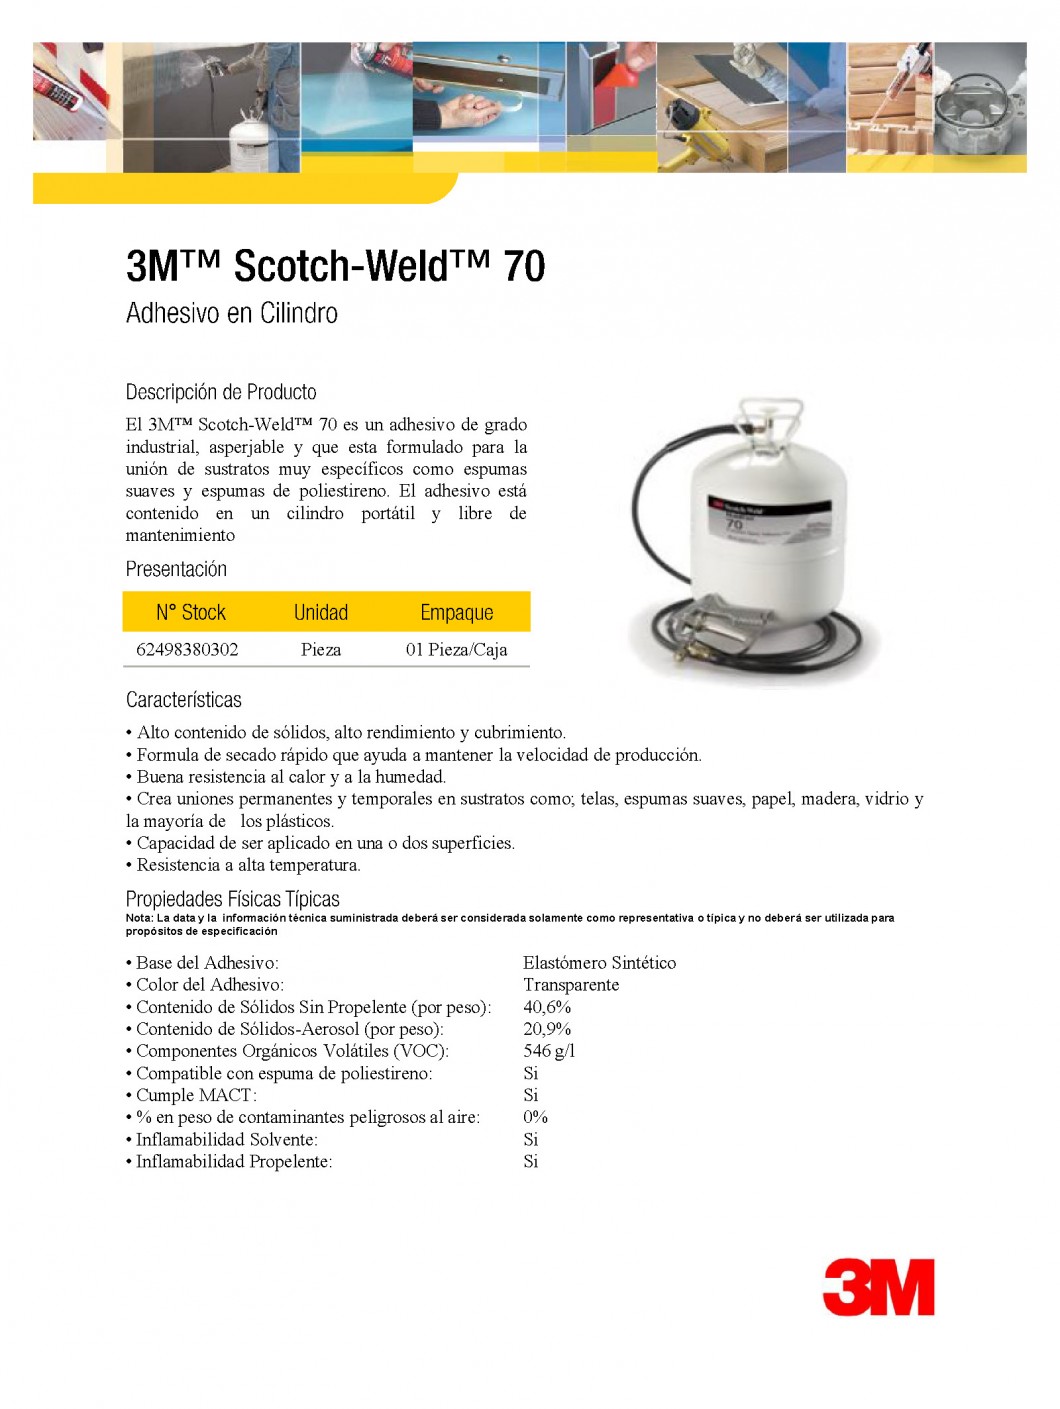 3M™ Scotch-Weld™ 70
Adhesivo en Cilindro
Descripción de Producto
El 3M™ Scotch-Weld™ 70 es un adhesivo de grado
industrial, asperjable y que esta formulado para la
unión de sustratos muy específicos como espumas
suaves y espumas de poliestireno. El adhesivo está
contenido en un cilindro portátil y libre de
mantenimiento
3M Scotch-Weld
70
Presentación
N° Stock Unidad Empaque
62498380302 Pieza 01 Pieza/Caja
Características
• Alto contenido de sólidos, alto rendimiento y cubrimiento.
• Formula de secado rápido que ayuda a mantener la velocidad de producción.
• Buena resistencia al calor y a la humedad.
• Crea uniones permanentes y temporales en sustratos como; telas, espumas suaves, papel, madera, vidrio y
la mayoría de los plásticos.
• Capacidad de ser aplicado en una o dos superficies.
• Resistencia a alta temperatura.
Propiedades Físicas Típicas
Nota: La data y la información técnica suministrada deberá ser considerada solamente como representativa o típica y no deberá ser utilizada para
propósitos de especificación
• Base del Adhesivo: Elastómero Sintético
• Color del Adhesivo: Transparente
• Contenido de Sólidos Sin Propelente (por peso): 40,6%
• Contenido de Sólidos-Aerosol (por peso): 20,9%
• Componentes Orgánicos Volátiles (VOC): 546 g/l
• Compatible con espuma de poliestireno: Si
• Cumple MACT: Si
• % en peso de contaminantes peligrosos al aire: 0%
• Inflamabilidad Solvente: Si
• Inflamabilidad Propelente: Si
3M